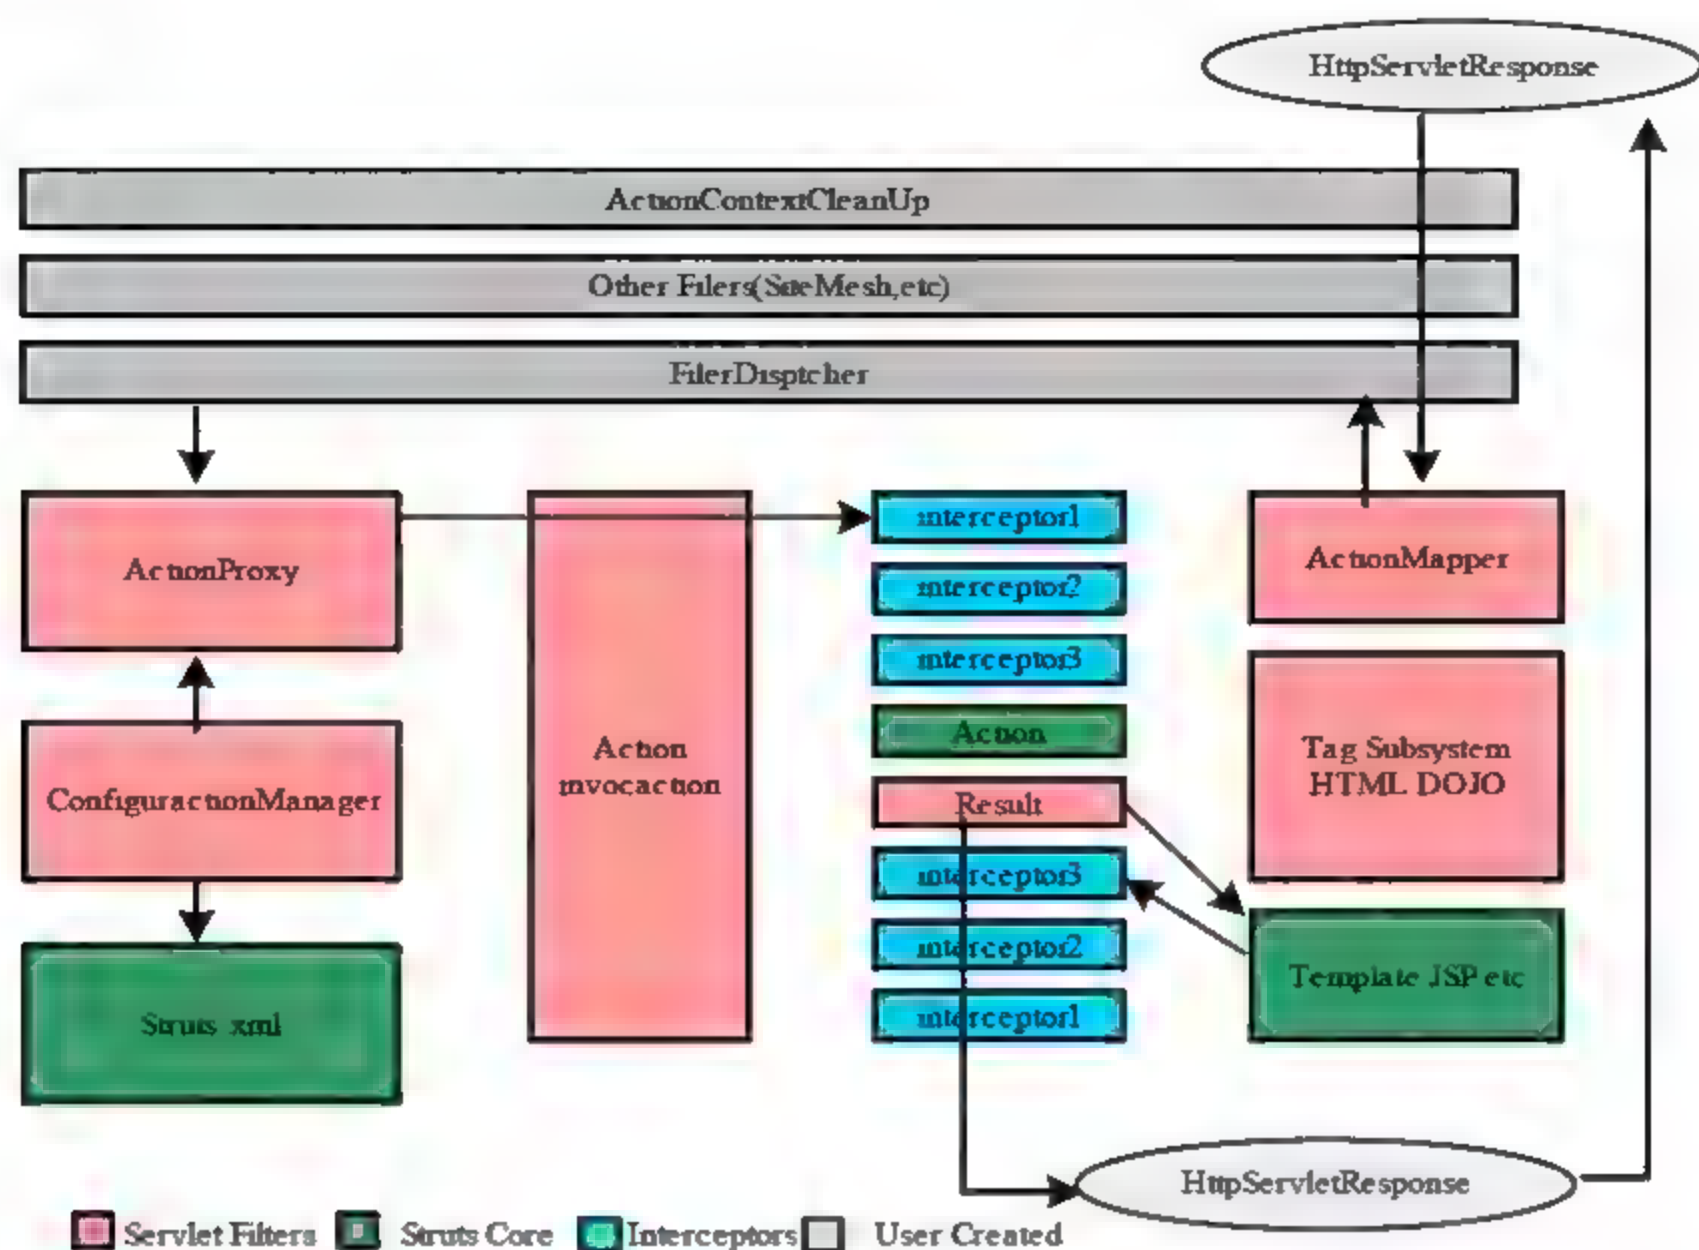 HttpServletResponse
ActionContextCleanUp
Other Filers(SiteMesh,etc)
FilerDisptcher
ActionProxy
interceptor1
ActionMapper
interceptor2
interceptor3
Action
invocaction
Action
Tag Subsystem
HTML DOJO
ConfiguractionManager
Result
interceptor3
interceptor2
Template JSP etc
Struts xml
interceptor1
HttpServletResponse
Servlet Filters
Struts Core
Interceptors
User Created